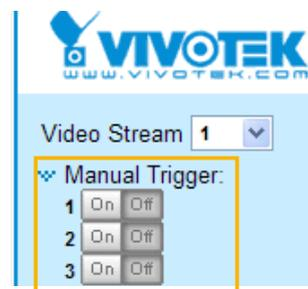 VIVOTEK
www.vivotek.com
Video Stream 1
Manual Trigger:
1 On Off
2 On Off
3 On Off